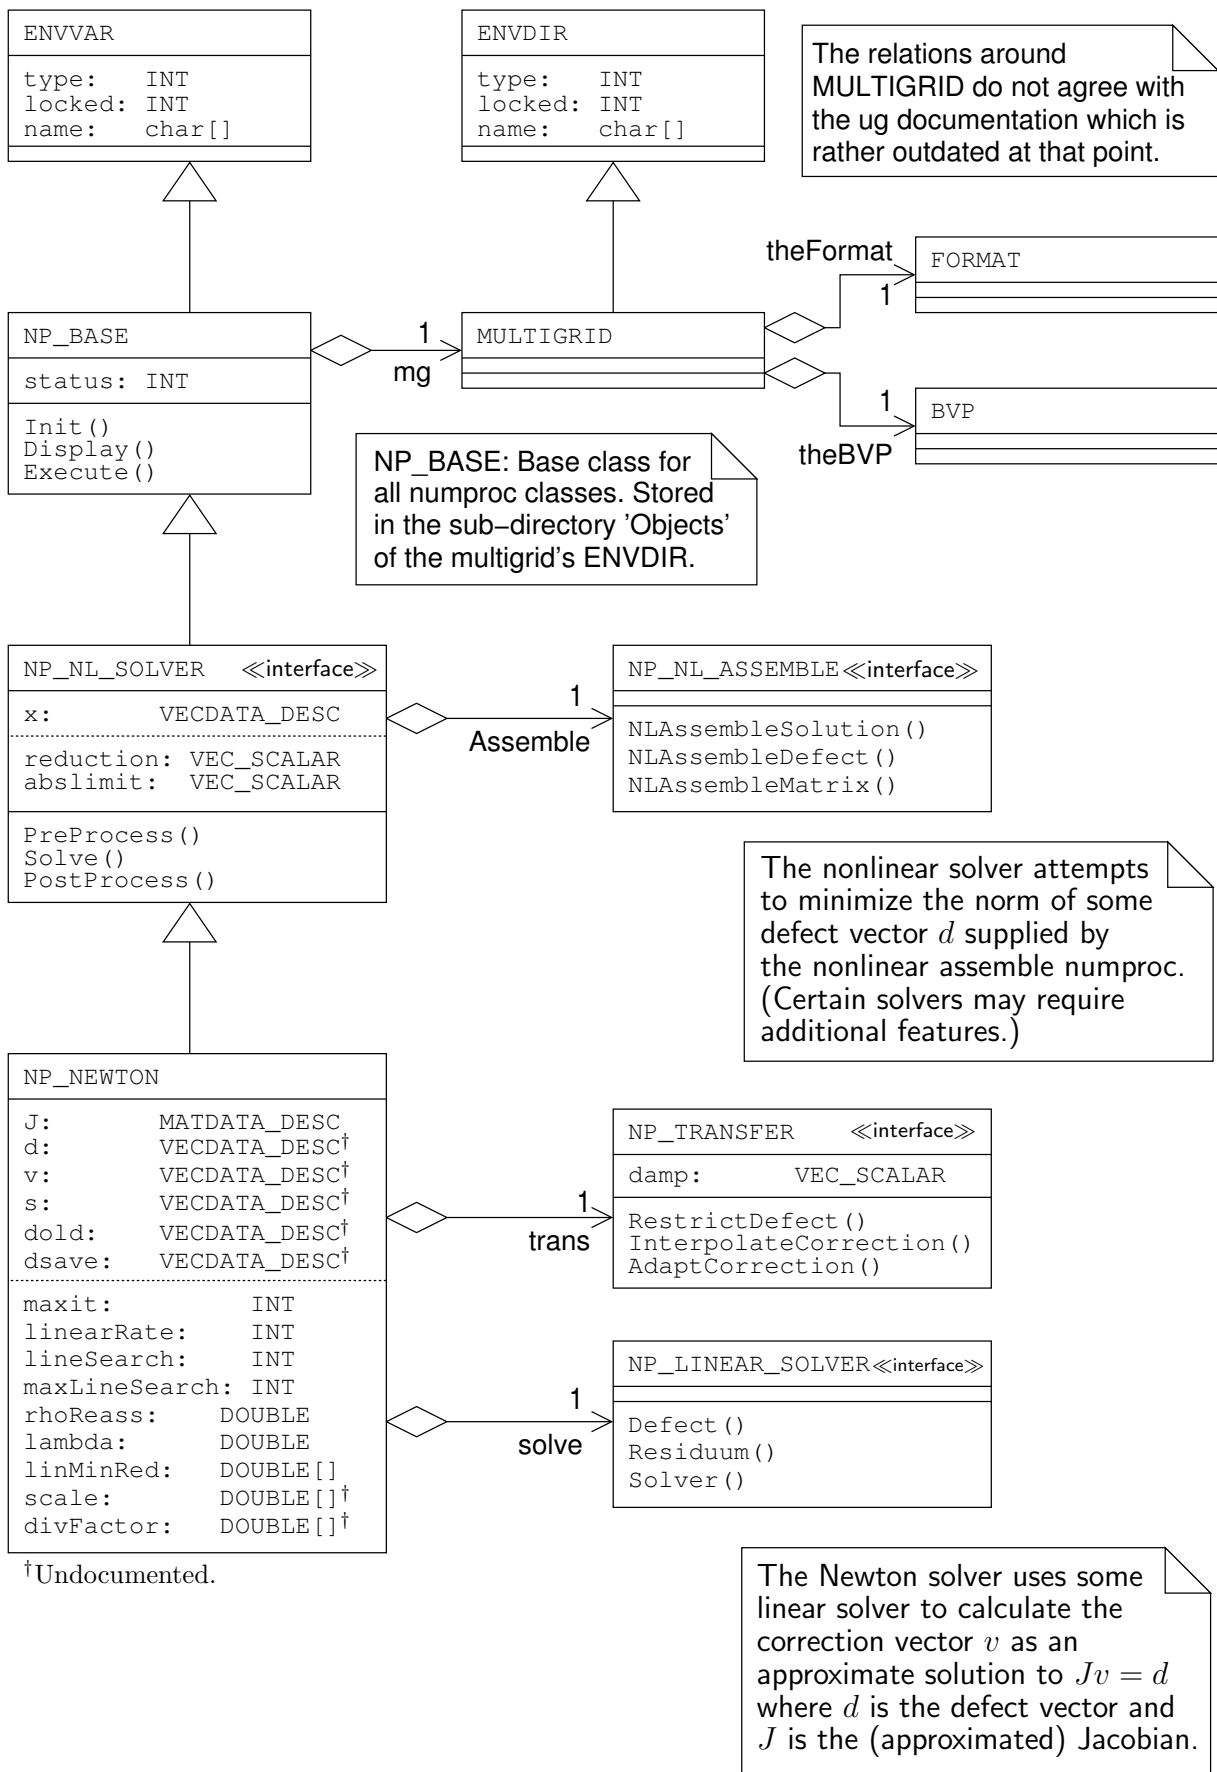 ENVVAR
type: INT
locked: INT
name: char[]
ENVDIR
type: INT
locked: INT
name: char[]
The relations around
MULTIGRID do not agree with
the ug documentation which is
rather outdated at that point.
theFormat
1
FORMAT
NP_BASE
status: INT
Init()
Display()
Execute()
1
mg
MULTIGRID
1
theBVP
BVP
NP_BASE: Base class for
all numproc classes. Stored
in the sub−directory 'Objects'
of the multigrid's ENVDIR.
NP_NL_SOLVER ≪interface≫
x: VECDATA_DESC
reduction: VEC_SCALAR
abslimit: VEC_SCALAR
PreProcess()
Solve()
PostProcess()
1
Assemble
NP_NL_ASSEMBLE ≪interface≫
NLAssembleSolution()
NLAssembleDefect()
NLAssembleMatrix()
The nonlinear solver attempts
to minimize the norm of some
defect vector d supplied by
the nonlinear assemble numproc.
(Certain solvers may require
additional features.)
NP_NEWTON
J: MATDATA_DESC
d: VECDATA_DESC†
v: VECDATA_DESC†
s: VECDATA_DESC†
dold: VECDATA_DESC†
dsave: VECDATA_DESC†
maxit: INT
linearRate: INT
lineSearch: INT
maxLineSearch: INT
rhoReass: DOUBLE
lambda: DOUBLE
linMinRed: DOUBLE[]
scale: DOUBLE[]†
divFactor: DOUBLE[]†
†Undocumented.
1
trans
NP_TRANSFER ≪interface≫
damp: VEC_SCALAR
RestrictDefect()
InterpolateCorrection()
AdaptCorrection()
1
solve
NP_LINEAR_SOLVER ≪interface≫
Defect()
Residuum()
Solver()
The Newton solver uses some
linear solver to calculate the
correction vector v as an
approximate solution to Jv = d
where d is the defect vector and
J is the (approximated) Jacobian.